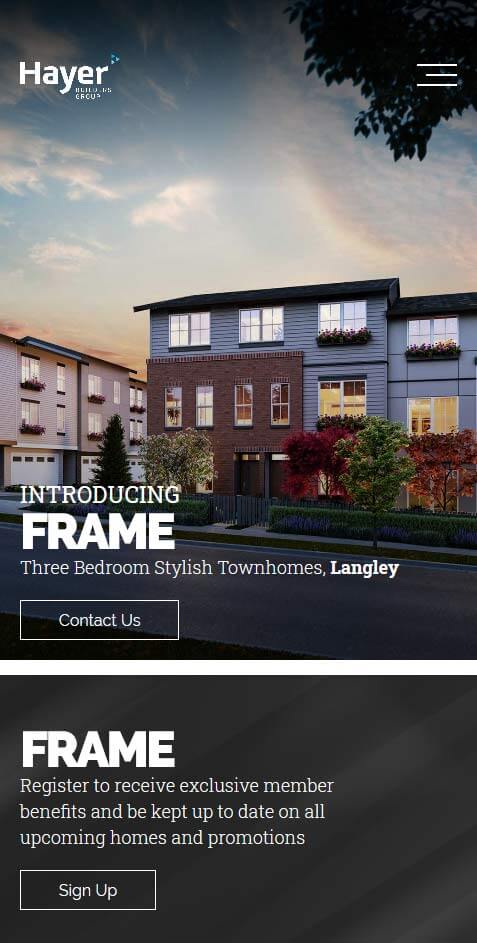 Hayer
BUILDERS
GROUP
INTRODUCING
FRAME
Three Bedroom Stylish Townhomes, Langley
Contact Us
FRAME
Register to receive exclusive member
benefits and be kept up to date on all
upcoming homes and promotions
Sign Up